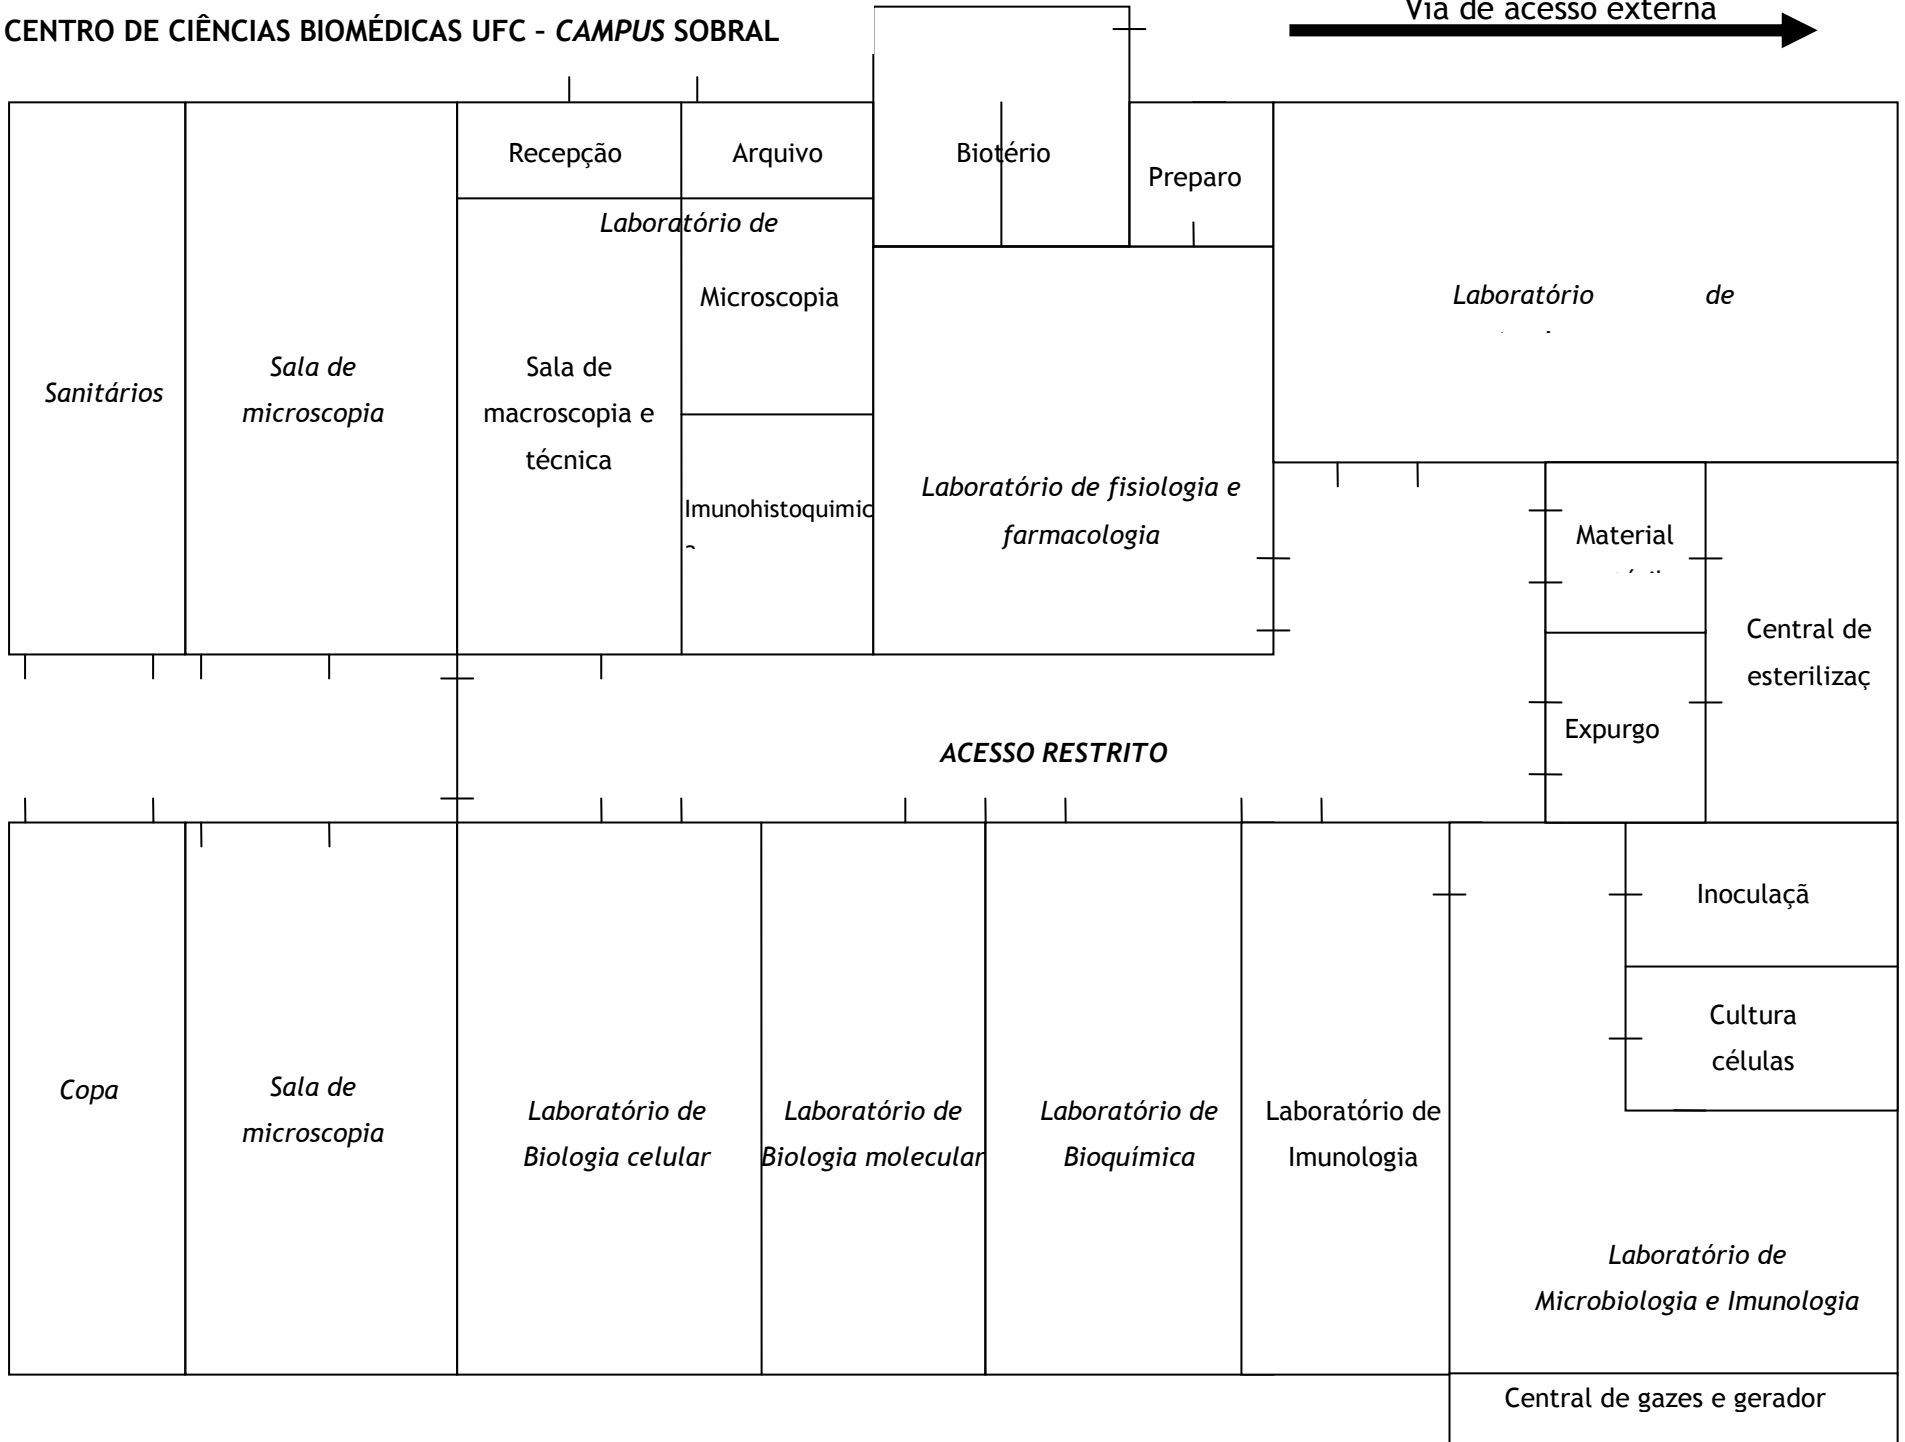 CENTRO DE CIÊNCIAS BIOMÉDICAS UFC – CAMPUS SOBRAL
Via de acesso externa
Recepção
Arquivo
Biotério
Preparo
Laboratório de
Microscopia
Laboratório de
Sanitários
Sala de
microscopia
Sala de
macroscopia e
técnica
Imunohistoquimic
Laboratório de fisiologia e
farmacologia
Material
Central de
esterilizaç
Expurgo
ACESSO RESTRITO
Inoculaçã
Cultura
células
Copa
Sala de
microscopia
Laboratório de
Biologia celular
Laboratório de
Biologia molecular
Laboratório de
Bioquímica
Laboratório de
Imunologia
Laboratório de
Microbiologia e Imunologia
Central de gazes e gerador